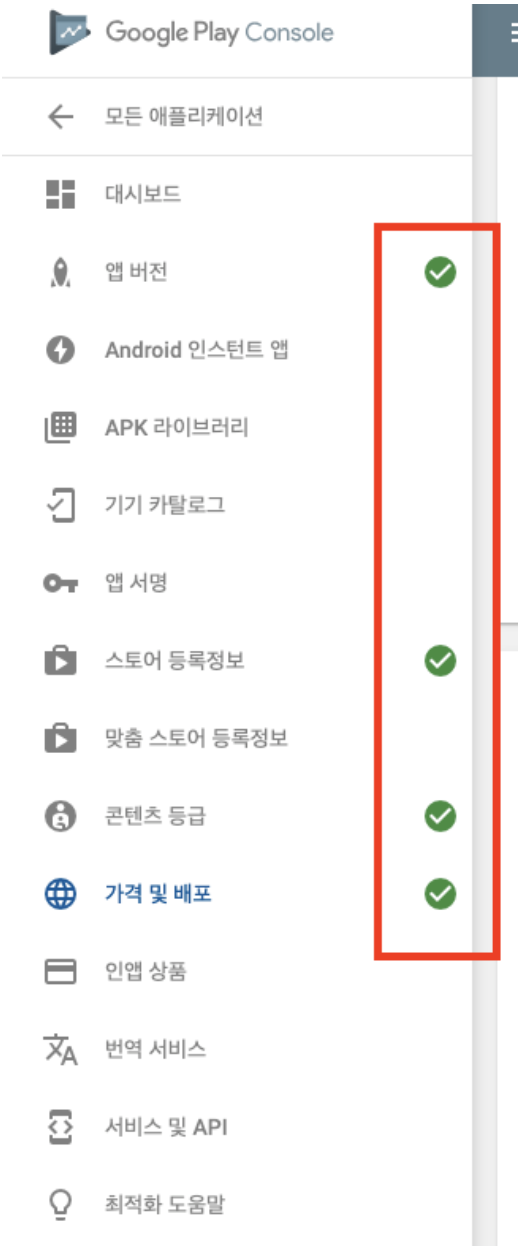 Google Play Console
모든 애플리케이션
대시보드
앱 버전
Android 인스턴트 앱
APK 라이브러리
기기 카탈로그
앱 서명
스토어 등록정보
맞춤 스토어 등록정보
콘텐츠 등급
가격 및 배포
인앱 상품
번역 서비스
서비스 및 API
최적화 도움말